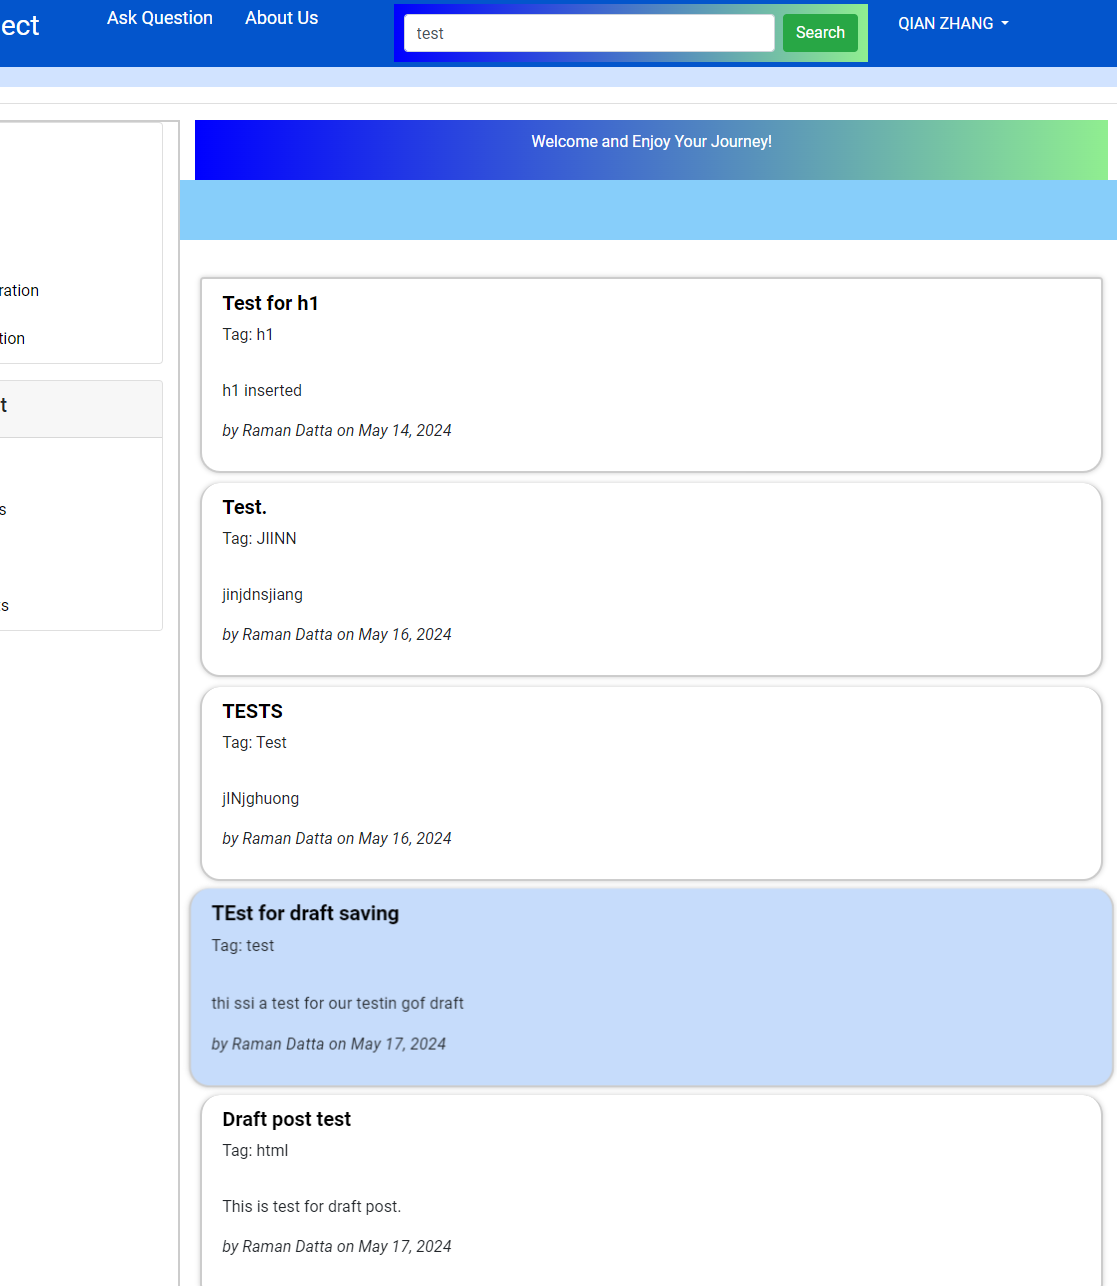 ect
Ask Question
About Us
test
Search
QIAN ZHANG
Welcome and Enjoy Your Journey!
ration
tion
t
s
ts
Test for h1
Tag: h1
h1 inserted
by Raman Datta on May 14, 2024
Test.
Tag: JIINN
jinjdnsjiang
by Raman Datta on May 16, 2024
TESTS
Tag: Test
jINjghuong
by Raman Datta on May 16, 2024
TEst for draft saving
Tag: test
thi ssi a test for our testin gof draft
by Raman Datta on May 17, 2024
Draft post test
Tag: html
This is test for draft post.
by Raman Datta on May 17, 2024